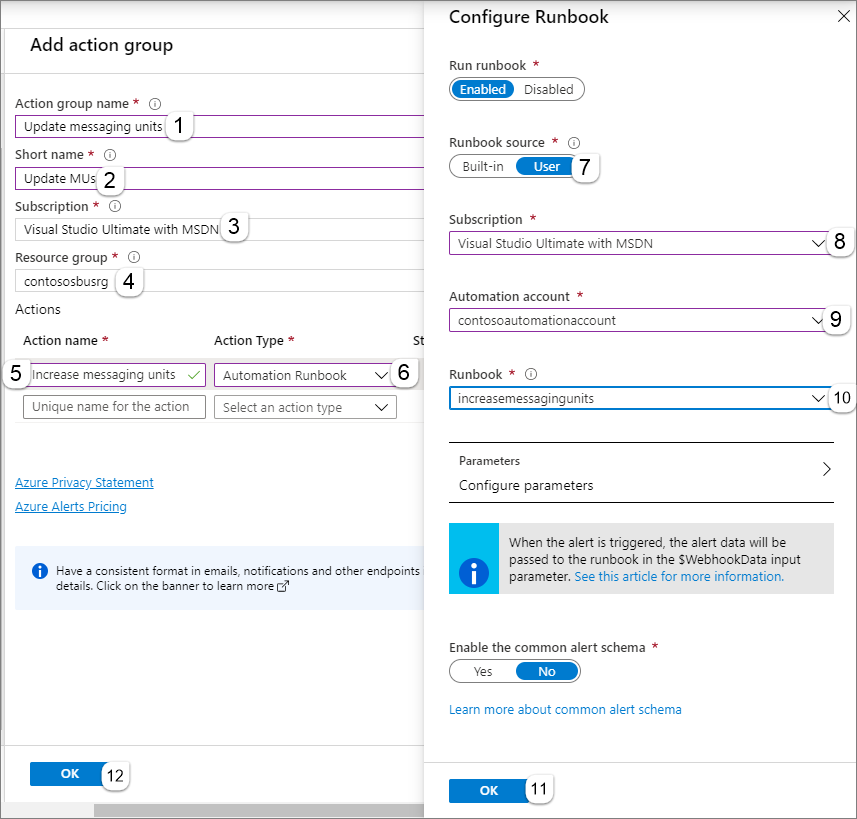 Add action group
Action group name *
Update messaging units
1
Short name *
Update MUs
2
Subscription *
Visual Studio Ultimate with MSDN
3
Resource group *
contososbusrg
4
Actions
Action name *
Action Type *
St
5
Increase messaging units
Automation Runbook
6
Unique name for the action
Select an action type
Azure Privacy Statement
Azure Alerts Pricing
Have a consistent format in emails, notifications and other endpoints
details. Click on the banner to learn more
OK
12
Configure Runbook
Run runbook *
Enabled
Disabled
Runbook source *
Built-in
User
7
Subscription *
Visual Studio Ultimate with MSDN
8
Automation account *
contosoautomationaccount
9
Runbook *
increasemessagingunits
10
Parameters
Configure parameters
When the alert is triggered, the alert data will be
passed to the runbook in the $WebhookData input
parameter. See this article for more information.
Enable the common alert schema *
Yes
No
Learn more about common alert schema
OK
11